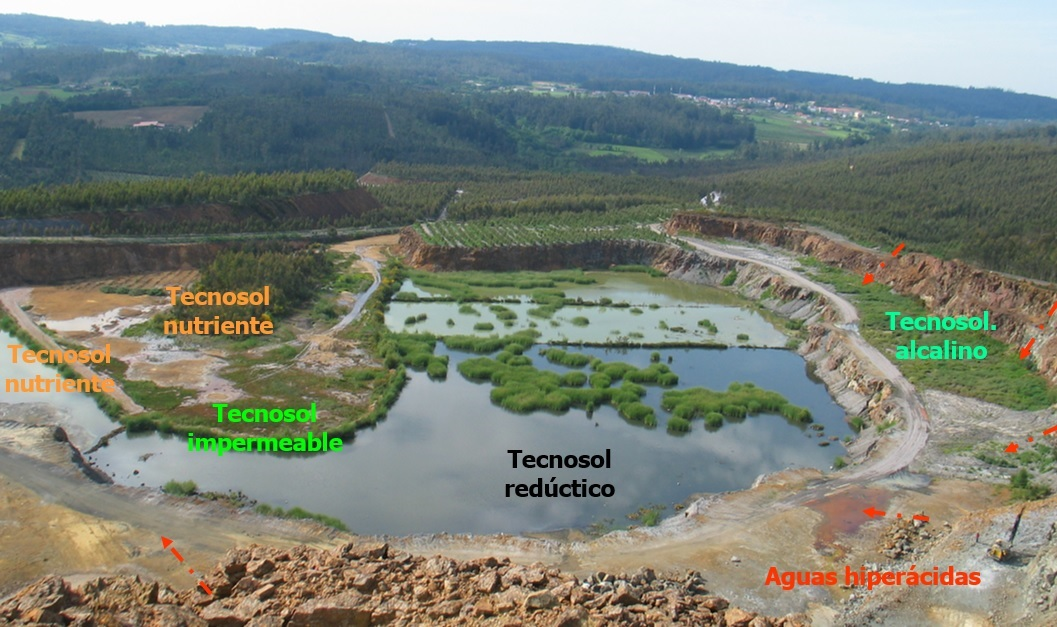 Tecnosol
nutriente
Tecnosol
nutriente
Tecnosol.
alcalino
Tecnosol
impermeable
Tecnosol
redúctico
Aguas hiperácidas